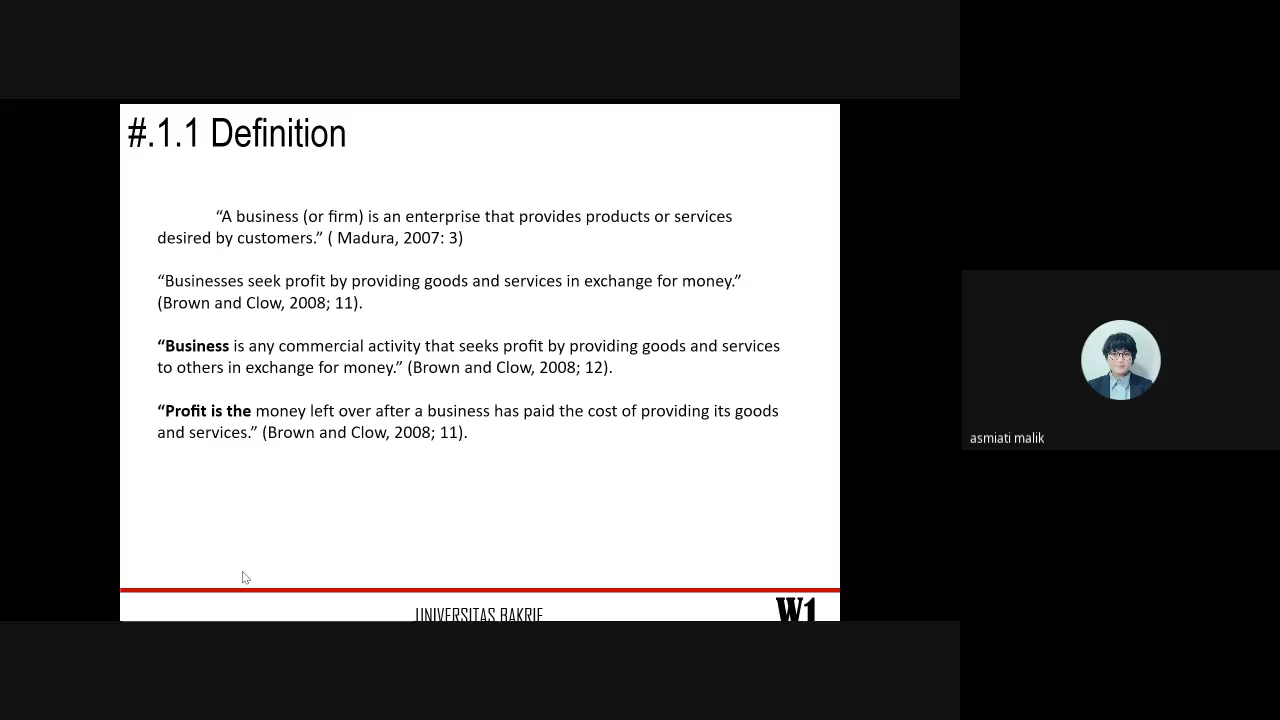 #.1.1 Definition
“A business (or firm) is an enterprise that provides products or services
desired by customers.” ( Madura, 2007: 3)
“Businesses seek profit by providing goods and services in exchange for money.”
(Brown and Clow, 2008; 11).
“Business is any commercial activity that seeks profit by providing goods and services
to others in exchange for money.” (Brown and Clow, 2008; 12).
“Profit is the money left over after a business has paid the cost of providing its goods
and services.” (Brown and Clow, 2008; 11).
UNIVERSITAS BAKRIE
W1
asmiati malik